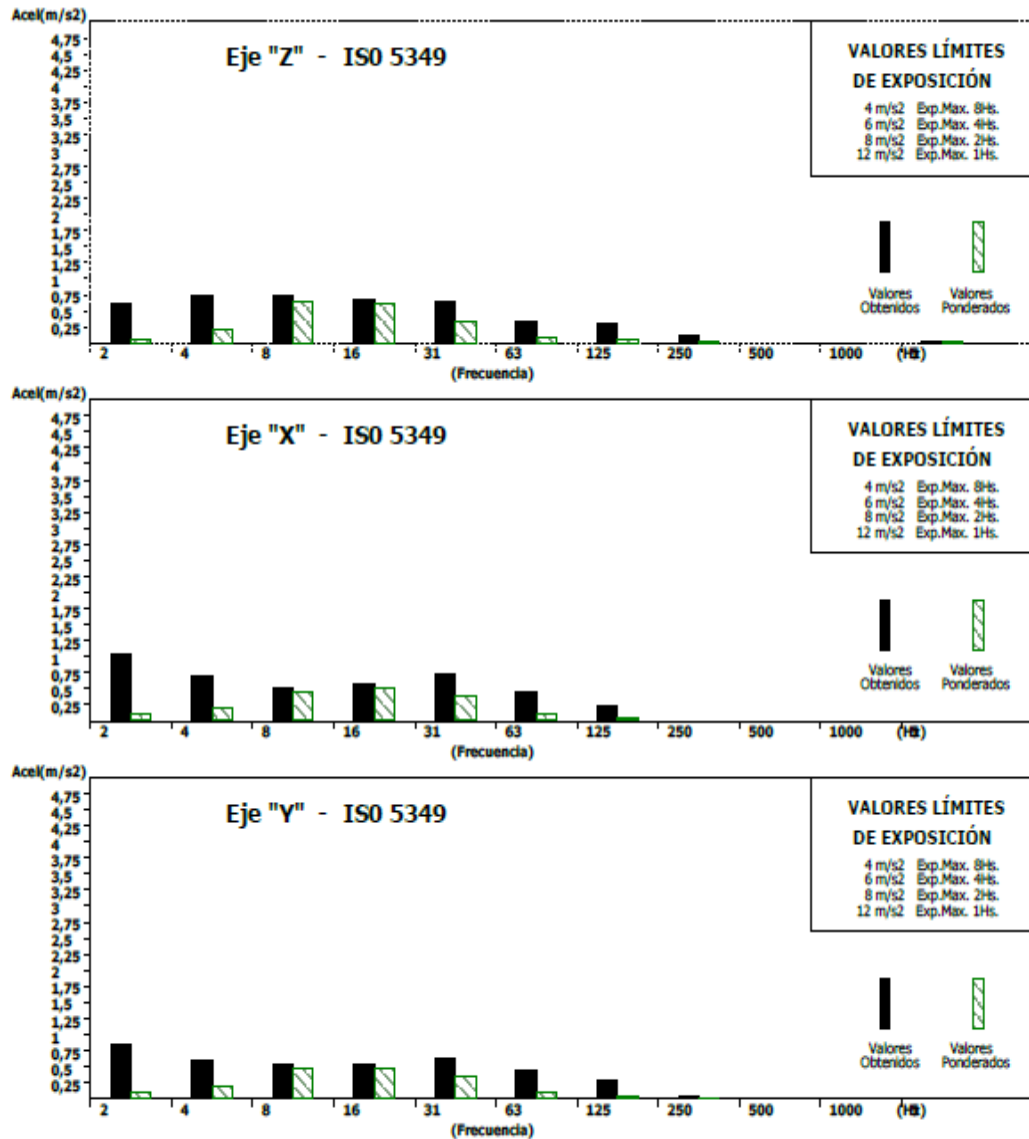 Acel(m/s2)
4,75
4,5
4,25
4
3,75
3,5
3,25
3
2,75
2,5
2,25
2
1,75
1,5
1,25
1
0,75
0,5
0,25
Eje "Z" - ISO 5349
VALORES LÍMITES
DE EXPOSICIÓN
4 m/s2 Exp.Max. 8Hs.
6 m/s2 Exp.Max. 4Hs.
8 m/s2 Exp.Max. 2Hs.
12 m/s2 Exp.Max. 1Hs.
Valores Obtenidos
Valores Ponderados
2 4 8 16 31 63 125 250 500 1000
(Frecuencia)
Acel(m/s2)
4,75
4,5
4,25
4
3,75
3,5
3,25
3
2,75
2,5
2,25
2
1,75
1,5
1,25
1
0,75
0,5
0,25
Eje "X" - ISO 5349
VALORES LÍMITES
DE EXPOSICIÓN
4 m/s2 Exp.Max. 8Hs.
6 m/s2 Exp.Max. 4Hs.
8 m/s2 Exp.Max. 2Hs.
12 m/s2 Exp.Max. 1Hs.
Valores Obtenidos
Valores Ponderados
2 4 8 16 31 63 125 250 500 1000
(Frecuencia)
Acel(m/s2)
4,75
4,5
4,25
4
3,75
3,5
3,25
3
2,75
2,5
2,25
2
1,75
1,5
1,25
1
0,75
0,5
0,25
Eje "Y" - ISO 5349
VALORES LÍMITES
DE EXPOSICIÓN
4 m/s2 Exp.Max. 8Hs.
6 m/s2 Exp.Max. 4Hs.
8 m/s2 Exp.Max. 2Hs.
12 m/s2 Exp.Max. 1Hs.
Valores Obtenidos
Valores Ponderados
2 4 8 16 31 63 125 250 500 1000
(Frecuencia)